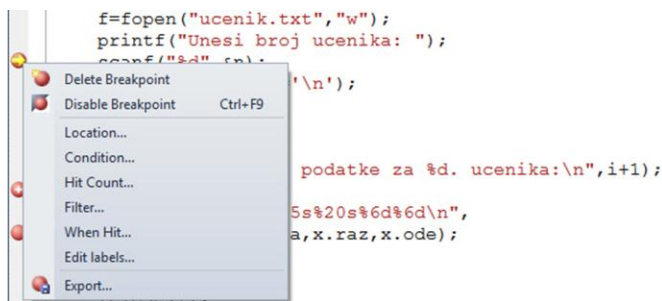 f=fopen("ucenik.txt","w");
printf("Unesi broj ucenika: ");
scanf("%d",&n);
Delete Breakpoint
'\n');
Disable Breakpoint Ctrl+F9
Location...
Condition...
podatke za %d. ucenika:\n",i+1);
Hit Count...
Filter...
5s%20s%6d%6d\n",
When Hit...
a,x.raz,x.ode);
Edit labels...
Export...